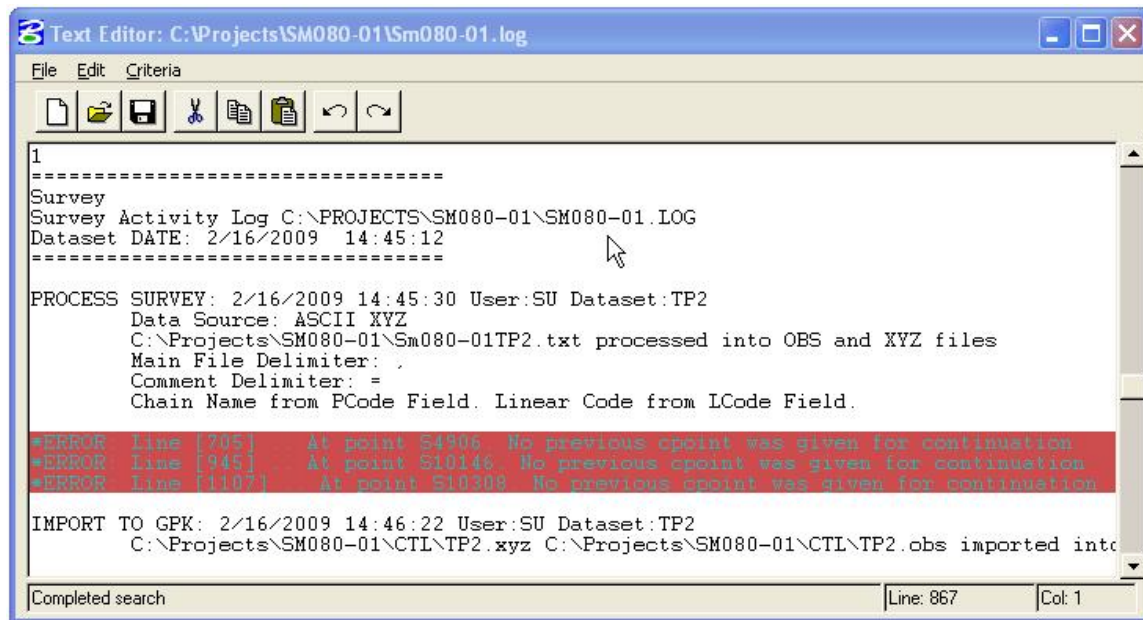 Text Editor: C:\Projects\SM080-01\Sm080-01.log
File Edit Criteria
1
=================================
Survey
Survey Activity Log C:\PROJECTS\SM080-01\SM080-01.LOG
Dataset DATE: 2/16/2009 14:45:12
=================================
PROCESS SURVEY: 2/16/2009 14:45:30 User:SU Dataset:TP2
Data Source: ASCII XYZ
C:\Projects\SM080-01\Sm080-01TP2.txt processed into OBS and XYZ files
Main File Delimiter: ,
Comment Delimiter: =
Chain Name from PCode Field. Linear Code from LCode Field.
*ERROR: Line [705] .. At point S4906. No previous cpoint was given for continuation
*ERROR: Line [945] .. At point S10146. No previous cpoint was given for continuation
*ERROR: Line [1107] .. At point S10308. No previous cpoint was given for continuation
IMPORT TO GPK: 2/16/2009 14:46:22 User:SU Dataset:TP2
C:\Projects\SM080-01\CTL\TP2.xyz C:\Projects\SM080-01\CTL\TP2.obs imported into
Completed search Line: 867 Col: 1